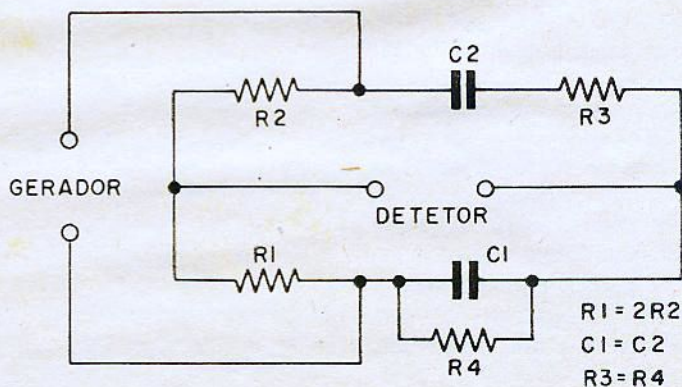 C2
R2
R3
GERADOR
DETETOR
R1
C1
R4
R1 = 2R2
C1 = C2
R3 = R4